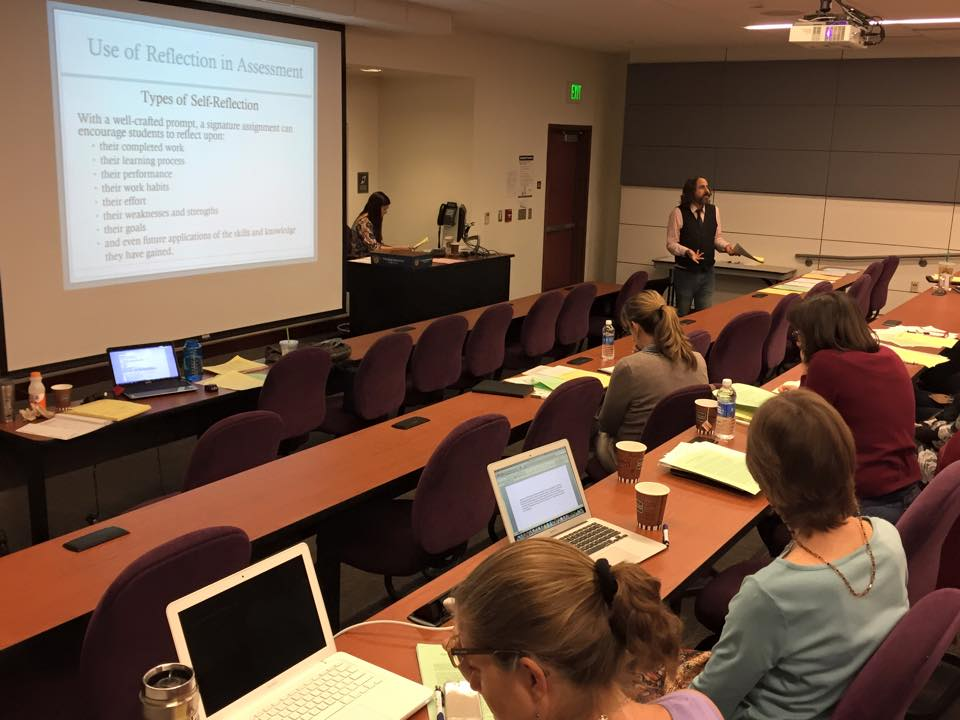 Use of Reflection in Assessment
Types of Self-Reflection
With a well-crafted prompt, a signature assignment can
encourage students to reflect upon:
· their completed work
· their learning process
· their performance
· their work habits
· their effort
· their weaknesses and strengths
· their goals
· and even future applications of the skills and knowledge
they have gained.
EXIT